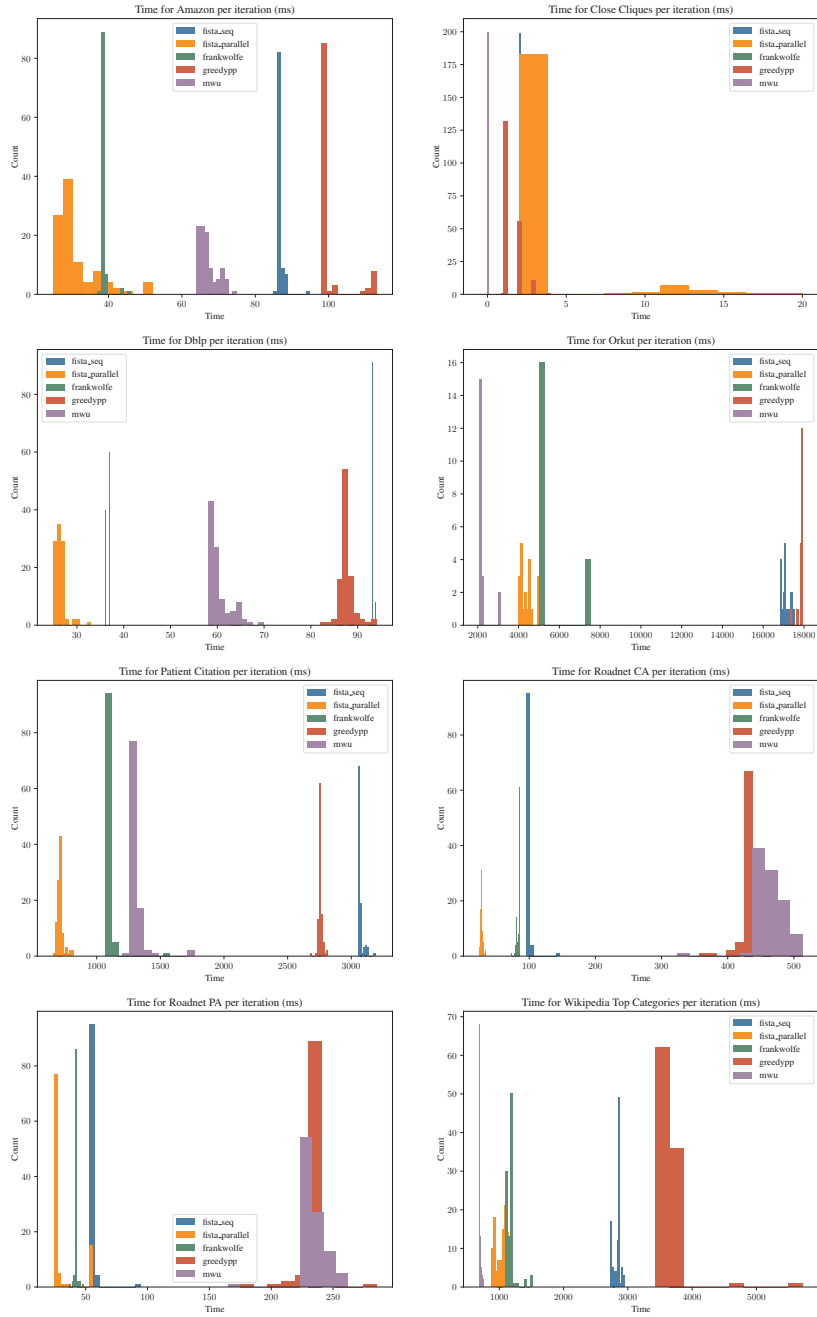 Time for Amazon per iteration (ms)
fista_seq
fista_parallel
frankwolfe
greedypp
mwu
80
60
40
20
0
Count
40
60
80
100
Time
Time for Close Cliques per iteration (ms)
fista_seq
fista_parallel
frankwolfe
greedypp
mwu
200
175
150
125
100
75
50
25
0
Count
0
5
10
15
20
Time
Time for Dblp per iteration (ms)
fista_seq
fista_parallel
frankwolfe
greedypp
mwu
80
60
40
20
0
Count
30
40
50
60
70
80
90
Time
Time for Orkut per iteration (ms)
fista_seq
fista_parallel
frankwolfe
greedypp
mwu
16
14
12
10
8
6
4
2
0
Count
2000
4000
6000
8000
10000
12000
14000
16000
18000
Time
Time for Patient Citation per iteration (ms)
fista_seq
fista_parallel
frankwolfe
greedypp
mwu
80
60
40
20
0
Count
1000
1500
2000
2500
3000
Time
Time for Roadnet CA per iteration (ms)
fista_seq
fista_parallel
frankwolfe
greedypp
mwu
80
60
40
20
0
Count
0
100
200
300
400
500
Time
Time for Roadnet PA per iteration (ms)
fista_seq
fista_parallel
frankwolfe
greedypp
mwu
80
60
40
20
0
Count
50
100
150
200
250
Time
Time for Wikipedia Top Categories per iteration (ms)
fista_seq
fista_parallel
frankwolfe
greedypp
mwu
70
60
50
40
30
20
10
0
Count
1000
2000
3000
4000
5000
Time